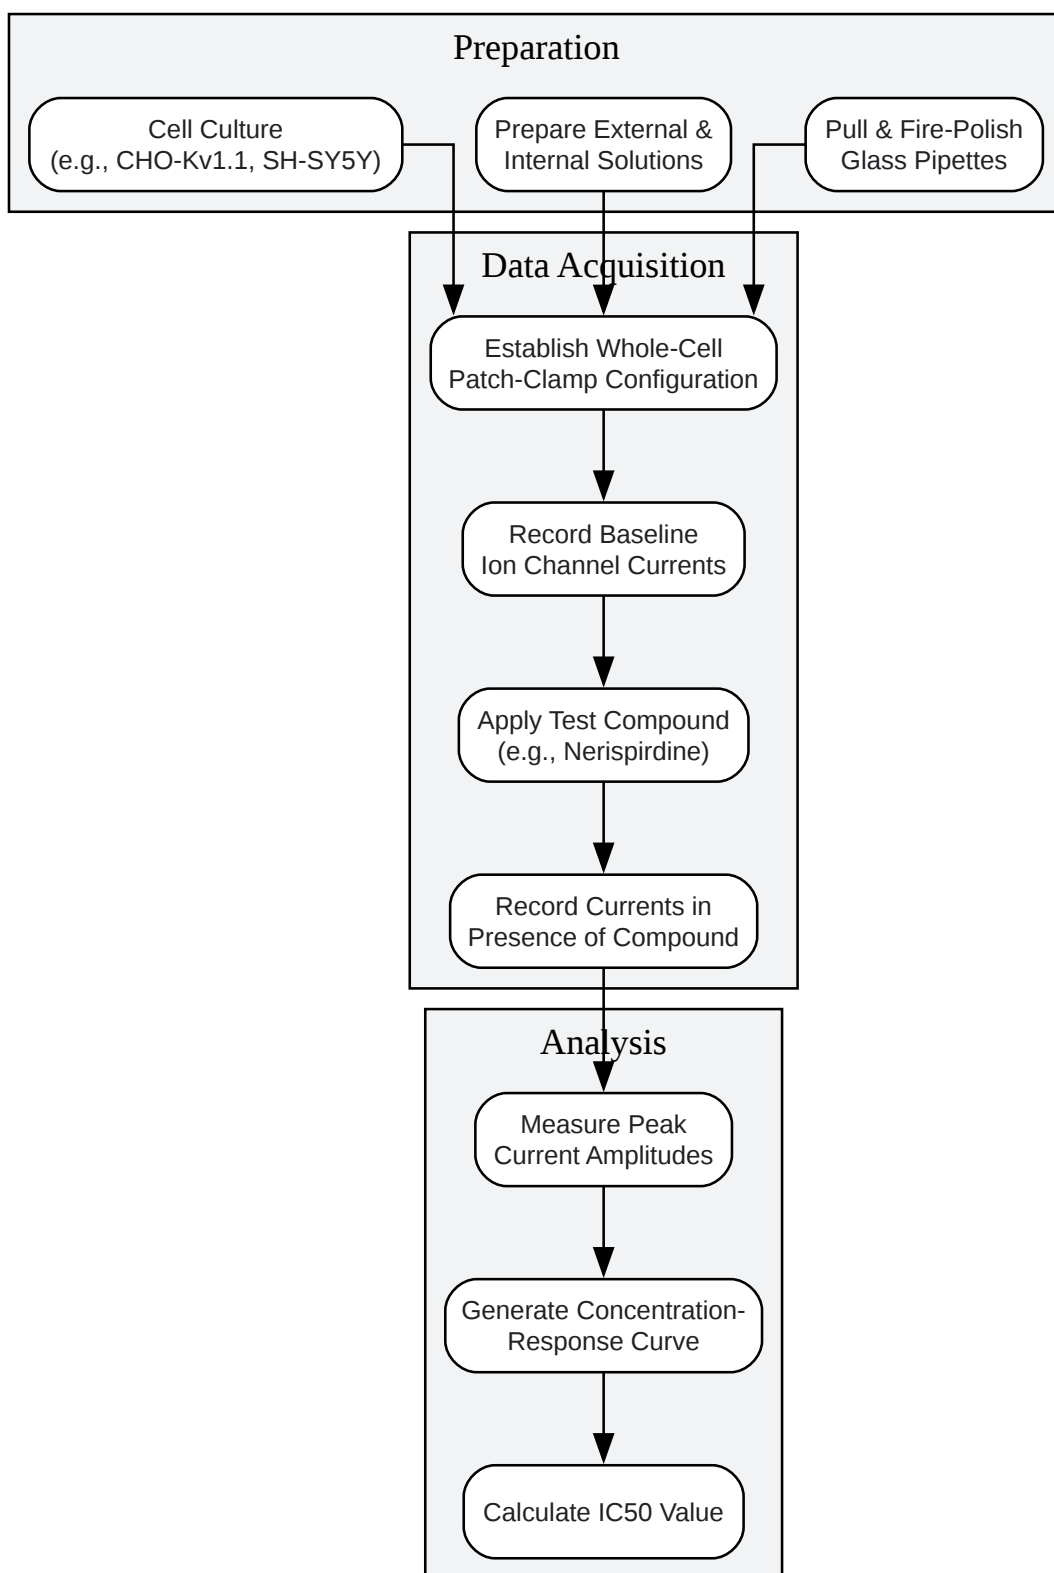 Preparation
Cell Culture
(e.g., CHO-Kv1.1, SH-SY5Y)
Prepare External &
Internal Solutions
Pull & Fire-Polish
Glass Pipettes
Data Acquisition
Establish Whole-Cell
Patch-Clamp Configuration
Record Baseline
Ion Channel Currents
Apply Test Compound
(e.g., Nerispirdine)
Record Currents in
Presence of Compound
Analysis
Measure Peak
Current Amplitudes
Generate Concentration-
Response Curve
Calculate IC50 Value